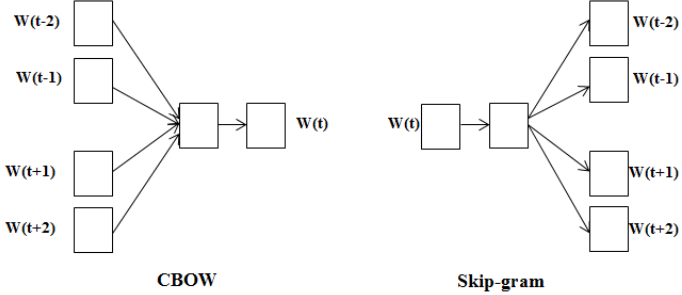 W(t-2)
W(t-1)
W(t+1)
W(t+2)
W(t)
CBOW
W(t)
W(t-2)
W(t-1)
W(t+1)
W(t+2)
Skip-gram